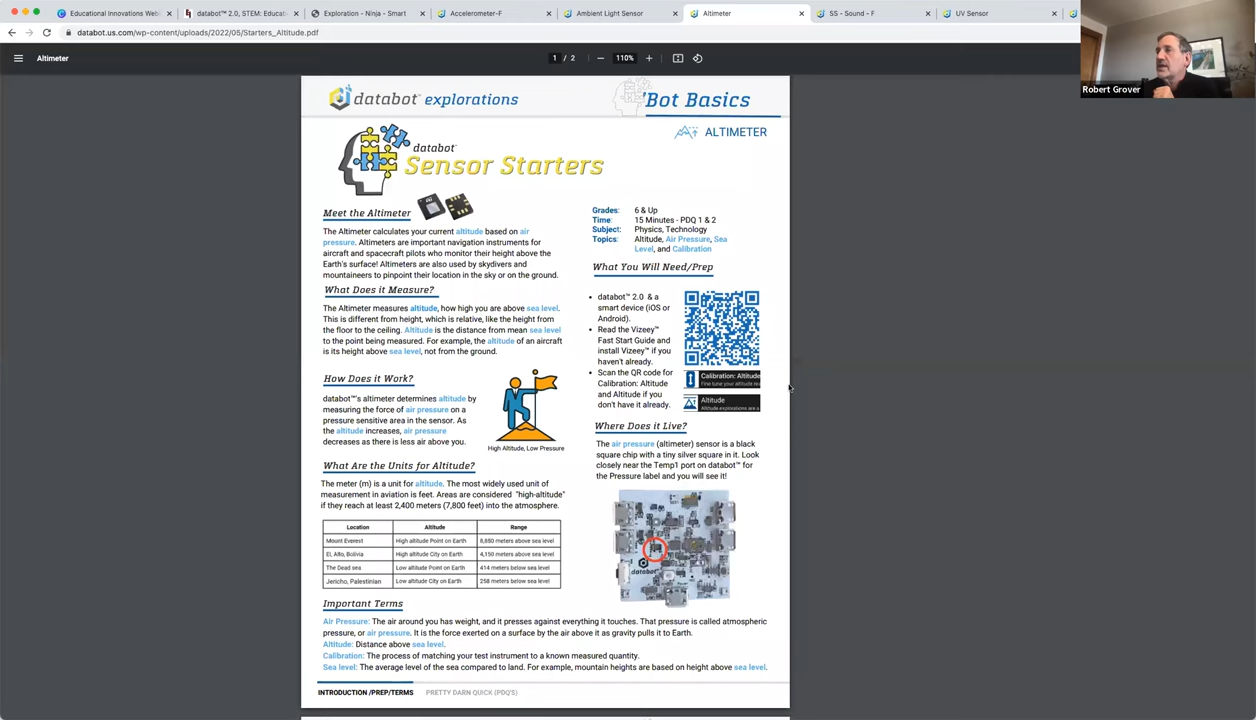 Educational Innovations Web
databot™ 2.0, STEM: Educati
Exploration - Ninja - Smart
Accelerometer-F
Ambient Light Sensor
Altimeter
SS - Sound - F
UV Sensor
databot.us.com/wp-content/uploads/2022/05/Starters_Altitude.pdf
Altimeter
1 / 2
110%
Robert Grover
databot™ explorations
'Bot Basics
ALTIMETER
databot™
Sensor Starters
Meet the Altimeter
The Altimeter calculates your current altitude based on air
pressure. Altimeters are important navigation instruments for
aircraft and spacecraft pilots who monitor their height above the
Earth's surface! Altimeters are also used by skydivers and
mountaineers to pinpoint their location in the sky or on the ground.
What Does it Measure?
The Altimeter measures altitude, how high you are above sea level.
This is different from height, which is relative, like the height from
the floor to the ceiling. Altitude is the distance from mean sea level
to the point being measured. For example, the altitude of an aircraft
is its height above sea level, not from the ground.
How Does it Work?
databot™'s altimeter determines altitude by
measuring the force of air pressure on a
pressure sensitive area in the sensor. As
the altitude increases, air pressure
decreases as there is less air above you.
High Altitude, Low Pressure
What Are the Units for Altitude?
The meter (m) is a unit for altitude. The most widely used unit of
measurement in aviation is feet. Areas are considered "high-altitude"
if they reach at least 2,400 meters (7,800 feet) into the atmosphere.
Location Altitude Range
Mount Everest High altitude Point on Earth 8,850 meters above sea level
El, Alto, Bolivia High altitude City on Earth 4,150 meters above sea level
The Dead sea Low altitude Point on Earth 414 meters below sea level
Jericho, Palestinian Low altitude City on Earth 258 meters below sea level
Grades: 6 & Up
Time: 15 Minutes - PDQ 1 & 2
Subject: Physics, Technology
Topics: Altitude, Air Pressure, Sea
Level, and Calibration
What You Will Need/Prep
• databot™ 2.0 & a
smart device (iOS or
Android).
• Read the Vizeey™
Fast Start Guide and
install Vizeey™ if you
haven't already.
• Scan the QR code for
Calibration: Altitude
and Altitude if you
don't have it already.
Calibration: Altitude
Fine tune your altitude
Altitude
Altitude explorations are a
Where Does it Live?
The air pressure (altimeter) sensor is a black
square chip with a tiny silver square in it. Look
closely near the Temp1 port on databot™ for
the Pressure label and you will see it!
databot
Important Terms
Air Pressure: The air around you has weight, and it presses against everything it touches. That pressure is called atmospheric
pressure, or air pressure. It is the force exerted on a surface by the air above it as gravity pulls it to Earth.
Altitude: Distance above sea level.
Calibration: The process of matching your test instrument to a known measured quantity.
Sea level: The average level of the sea compared to land. For example, mountain heights are based on height above sea level.
INTRODUCTION /PREP/TERMS PRETTY DARN QUICK (PDQ'S)